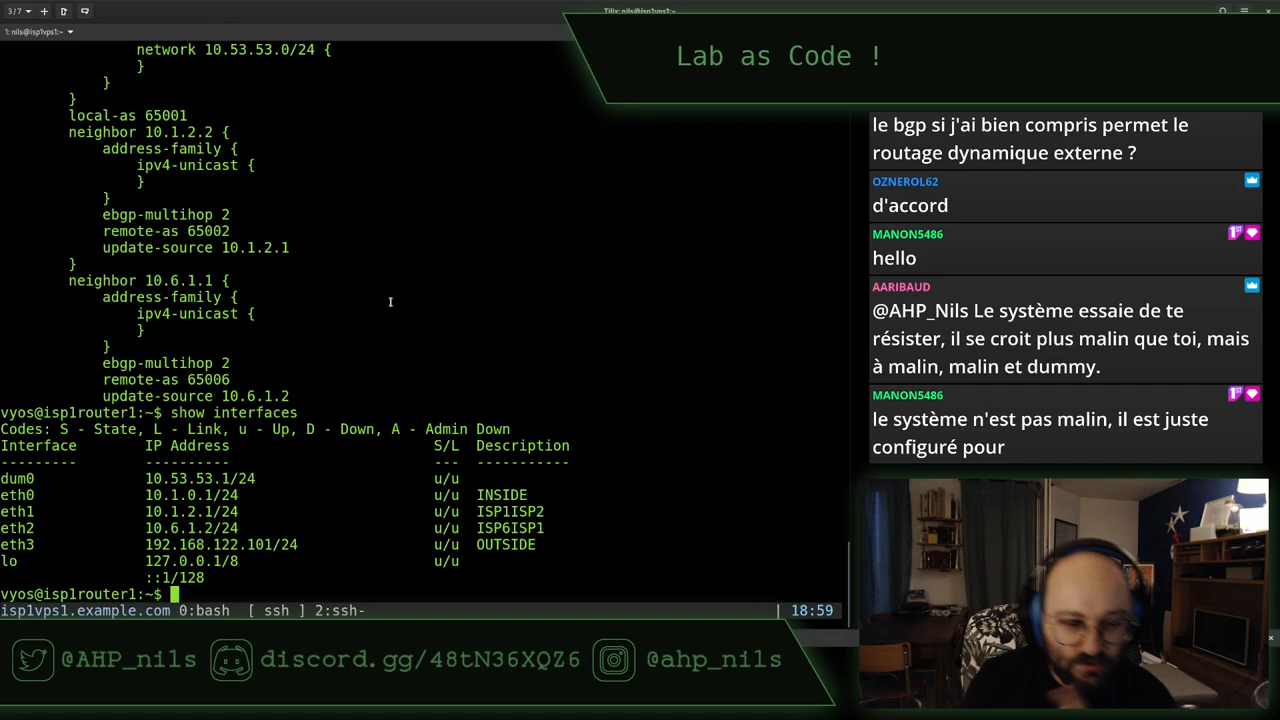 3/7
Tilix: nils@isp1vps1:~
1: nils@isp1vps1:~
Lab as Code !
network 10.53.53.0/24 {
}
}
}
local-as 65001
neighbor 10.1.2.2 {
address-family {
ipv4-unicast {
}
}
ebgp-multihop 2
remote-as 65002
update-source 10.1.2.1
}
neighbor 10.6.1.1 {
address-family {
ipv4-unicast {
}
}
ebgp-multihop 2
remote-as 65006
update-source 10.6.1.2
vyos@isp1router1:~$ show interfaces
Codes: S - State, L - Link, u - Up, D - Down, A - Admin Down
Interface IP Address S/L Description
--------- ---------- --- -----------
dum0 10.53.53.1/24 u/u
eth0 10.1.0.1/24 u/u INSIDE
eth1 10.1.2.1/24 u/u ISP1ISP2
eth2 10.6.1.2/24 u/u ISP6ISP1
eth3 192.168.122.101/24 u/u OUTSIDE
lo 127.0.0.1/8 u/u
::1/128
vyos@isp1router1:~$
isp1vps1.example.com 0:bash [ ssh ] 2:ssh- | 18:59
le bgp si j'ai bien compris permet le
routage dynamique externe ?
OZNEROL62
d'accord
MANON5486
hello
AARIBAUD
@AHP_Nils Le système essaie de te
résister, il se croit plus malin que toi, mais
à malin, malin et dummy.
MANON5486
le système n'est pas malin, il est juste
configuré pour
@AHP_nils discord.gg/48tN36XQZ6 @ahp_nils